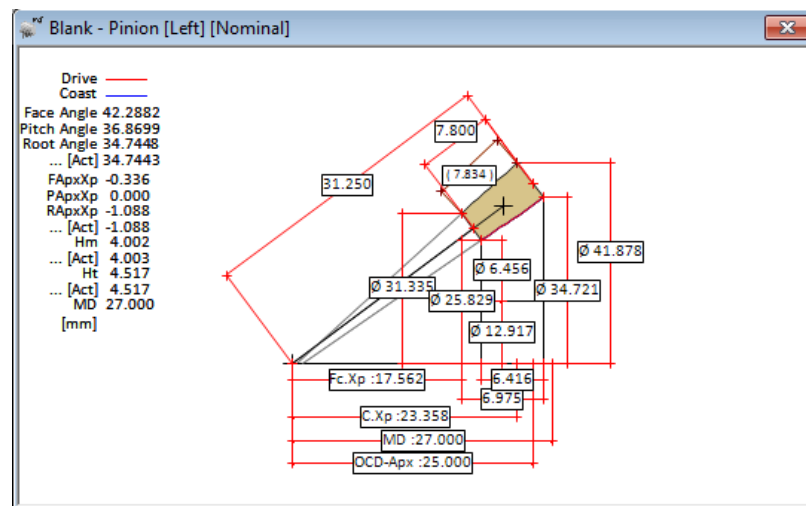 Blank - Pinion [Left] [Nominal]
Drive
Coast
Face Angle 42.2882
Pitch Angle 36.8699
Root Angle 34.7448
... [Act] 34.7443
FApxXp -0.336
PApxXp 0.000
RApxXp -1.088
... [Act] -1.088
Hm 4.002
... [Act] 4.003
Ht 4.517
... [Act] 4.517
MD 27.000
[mm]
7.800
31.250
( 7.834 )
Ø 41.878
Ø 6.456
Ø 31.335
Ø 34.721
Ø 25.829
Ø 12.917
Fc.Xp :17.562
6.416
6.975
C.Xp :23.358
MD :27.000
OCD-Apx :25.000